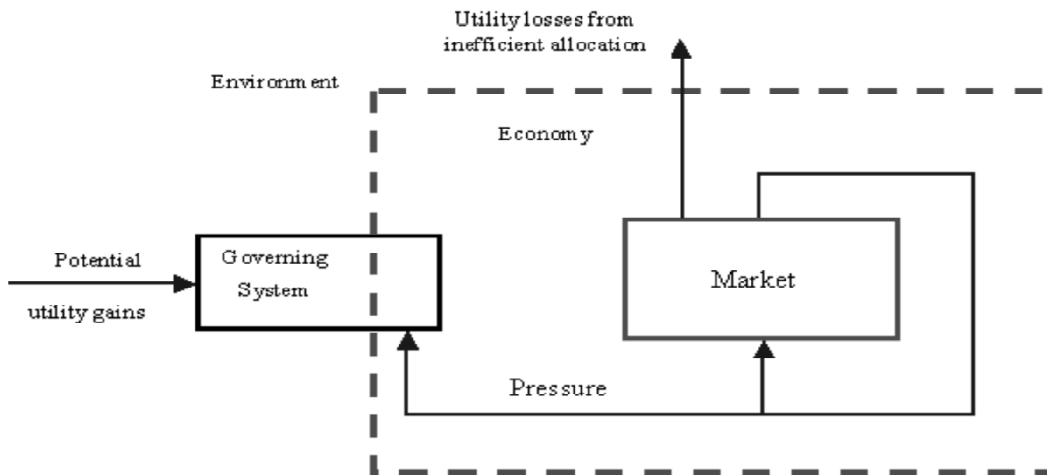 Utility losses from
inefficient allocation
Environment
Economy
Governing
System
Potential
utility gains
Market
Pressure